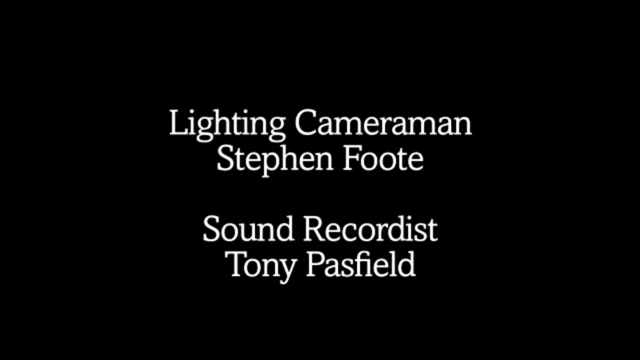 Lighting Cameraman
Stephen Foote
Sound Recordist
Tony Pasfield